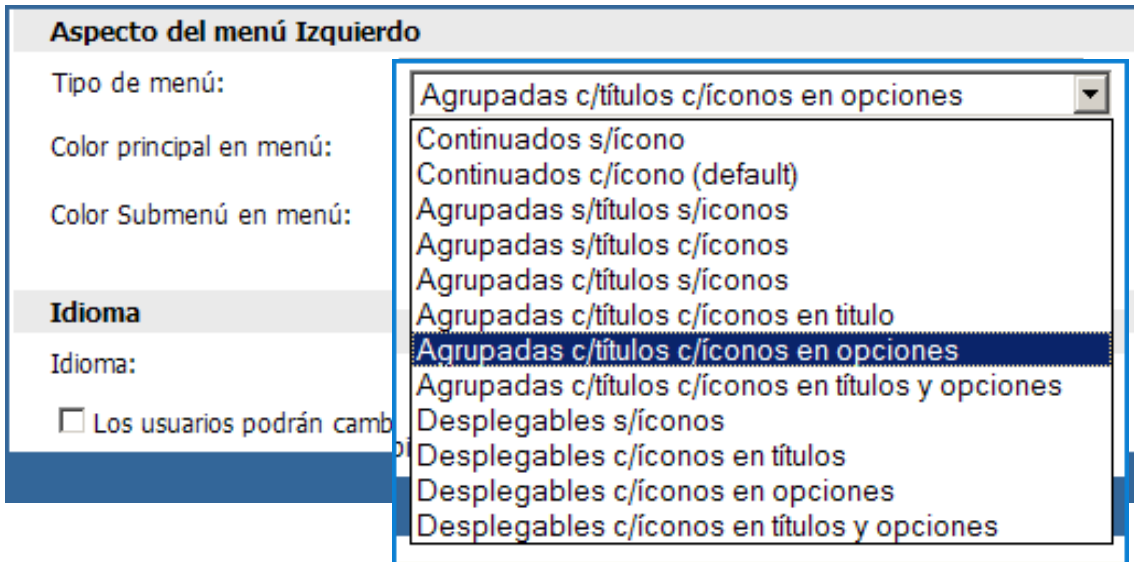 Aspecto del menú Izquierdo
Tipo de menú:
Agrupadas c/títulos c/íconos en opciones
Color principal en menú:
Color Submenú en menú:
Continuados s/ícono
Continuados c/ícono (default)
Agrupadas s/títulos s/iconos
Agrupadas s/títulos c/íconos
Agrupadas c/títulos s/íconos
Agrupadas c/títulos c/íconos en titulo
Agrupadas c/títulos c/íconos en opciones
Agrupadas c/títulos c/íconos en títulos y opciones
Desplegables s/íconos
Desplegables c/íconos en títulos
Desplegables c/íconos en opciones
Desplegables c/íconos en títulos y opciones
Idioma
Idioma:
Los usuarios podrán camb